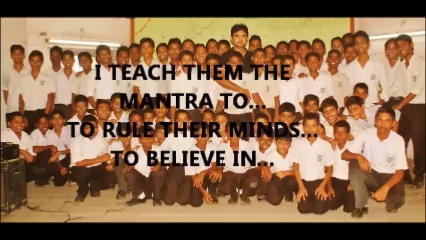 I TEACH THEM THE
MANTRA TO...
TO RULE THEIR MINDS...
TO BELIEVE IN...